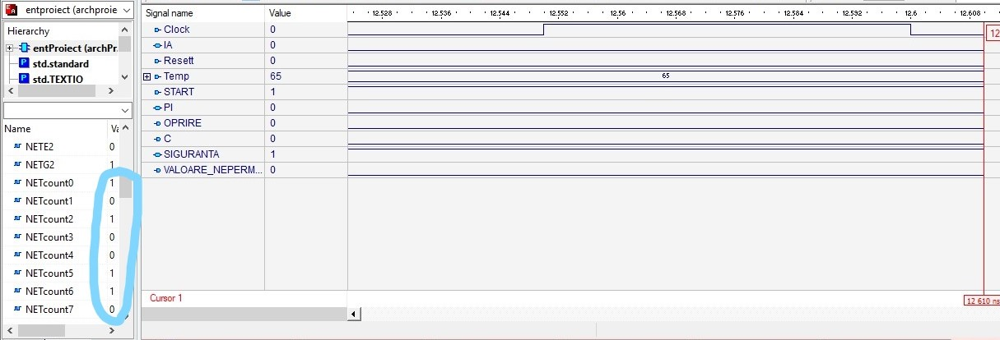 entproiect (archproie
Hierarchy
entProiect (archPr.
std.standard
std.TEXTIO
Name Va
NETE2 0
NETG2 1
NETcount0 1
NETcount1 0
NETcount2 1
NETcount3 0
NETcount4 0
NETcount5 1
NETcount6 1
NETcount7 0
Signal name Value 12.528 12.536 12.544 12.552 12.56 12.568 12.576 12.584 12.592 12.6 12.608
Clock 0 12
IA 0
Resett 0
Temp 65 65
START 1
PI 0
OPRIRE 0
C 0
SIGURANTA 1
VALOARE_NEPERM... 0
Cursor 1
12 610 ns